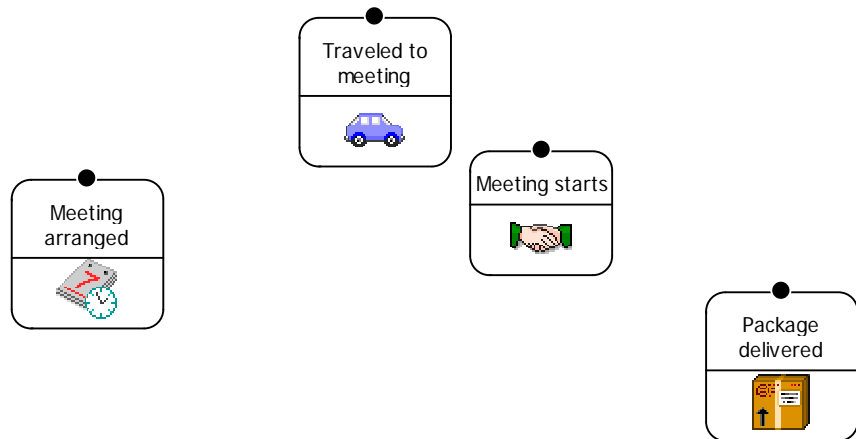 Traveled to
meeting
Meeting starts
Meeting
arranged
Package
delivered